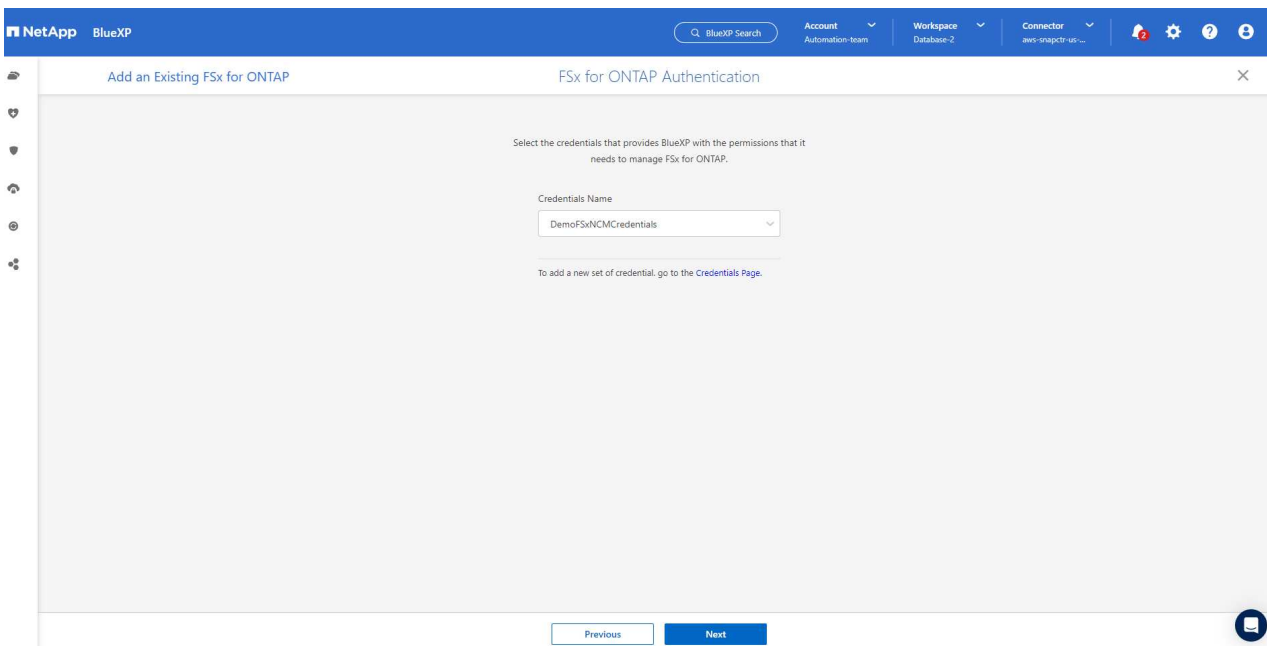 NetApp BlueXP
BlueXP Search
Account
Automation-team
Workspace
Database-2
Connector
aws-snapctr-us-...
2
Add an Existing FSx for ONTAP
FSx for ONTAP Authentication
Select the credentials that provides BlueXP with the permissions that it
needs to manage FSx for ONTAP.
Credentials Name
DemoFSxNCMCredentials
To add a new set of credential. go to the Credentials Page.
Previous
Next